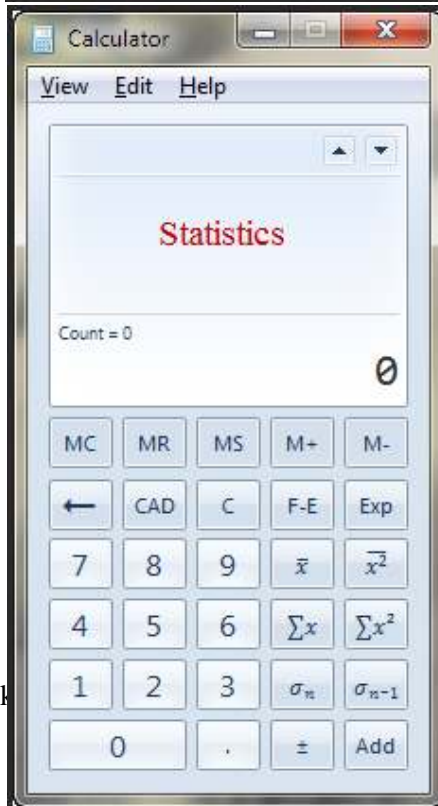 Calculator
View Edit Help
Statistics
Count = 0
0
MC MR MS M+ M-
← CAD C F-E Exp
7 8 9 x̄ x̄²
4 5 6 ∑x ∑x²
k 1 2 3 σₙ σₙ₋₁
0 . ± Add